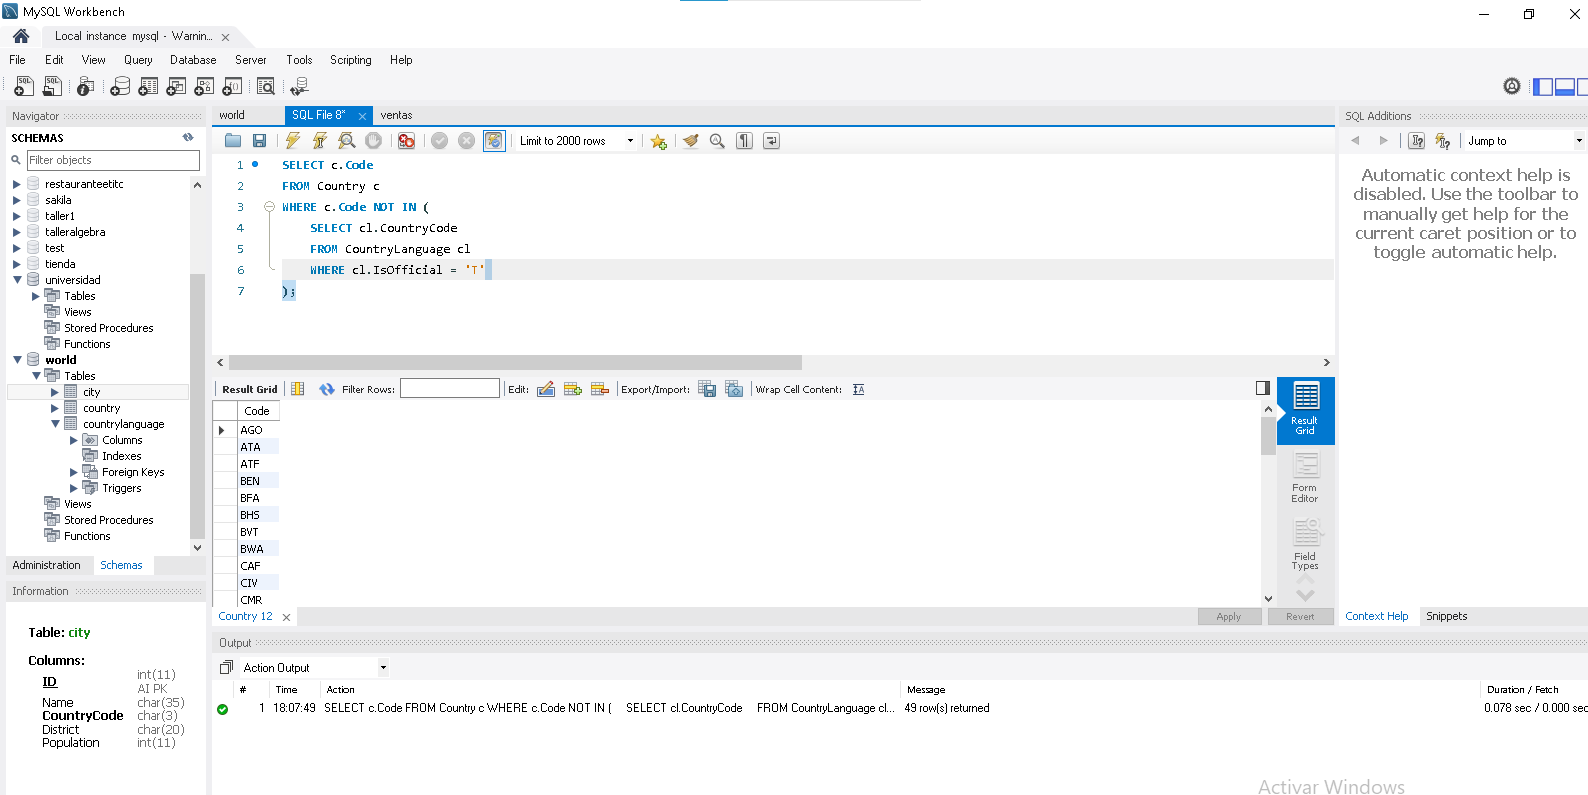 MySQL Workbench
Local instance mysql - Warnin...
File Edit View Query Database Server Tools Scripting Help
Navigator
SCHEMAS
Filter objects
restauranteetitc
sakila
taller1
talleralgebra
test
tienda
universidad
Tables
Views
Stored Procedures
Functions
world
Tables
city
country
countrylanguage
Columns
Indexes
Foreign Keys
Triggers
Views
Stored Procedures
Functions
Administration Schemas
Information
Table: city
Columns:
ID int(11) AI PK
Name char(35)
CountryCode char(3)
District char(20)
Population int(11)
world SQL File 8* ventas
Limit to 2000 rows
1 SELECT c.Code
2 FROM Country c
3 WHERE c.Code NOT IN (
4 SELECT cl.CountryCode
5 FROM CountryLanguage cl
6 WHERE cl.IsOfficial = 'T'
7 );
Result Grid Filter Rows: Edit: Export/Import: Wrap Cell Content: IA
Code
AGO
ATA
ATF
BEN
BFA
BHS
BVT
BWA
CAF
CIV
CMR
Result Grid
Form Editor
Field Types
Country 12 Apply Revert
Output
Action Output
# Time Action Message Duration / Fetch
1 18:07:49 SELECT c.Code FROM Country c WHERE c.Code NOT IN ( SELECT cl.CountryCode FROM CountryLanguage cl... 49 row(s) returned 0.078 sec / 0.000 sec
SQL Additions
Jump to
Automatic context help is
disabled. Use the toolbar to
manually get help for the
current caret position or to
toggle automatic help.
Context Help Snippets
Activar Windows